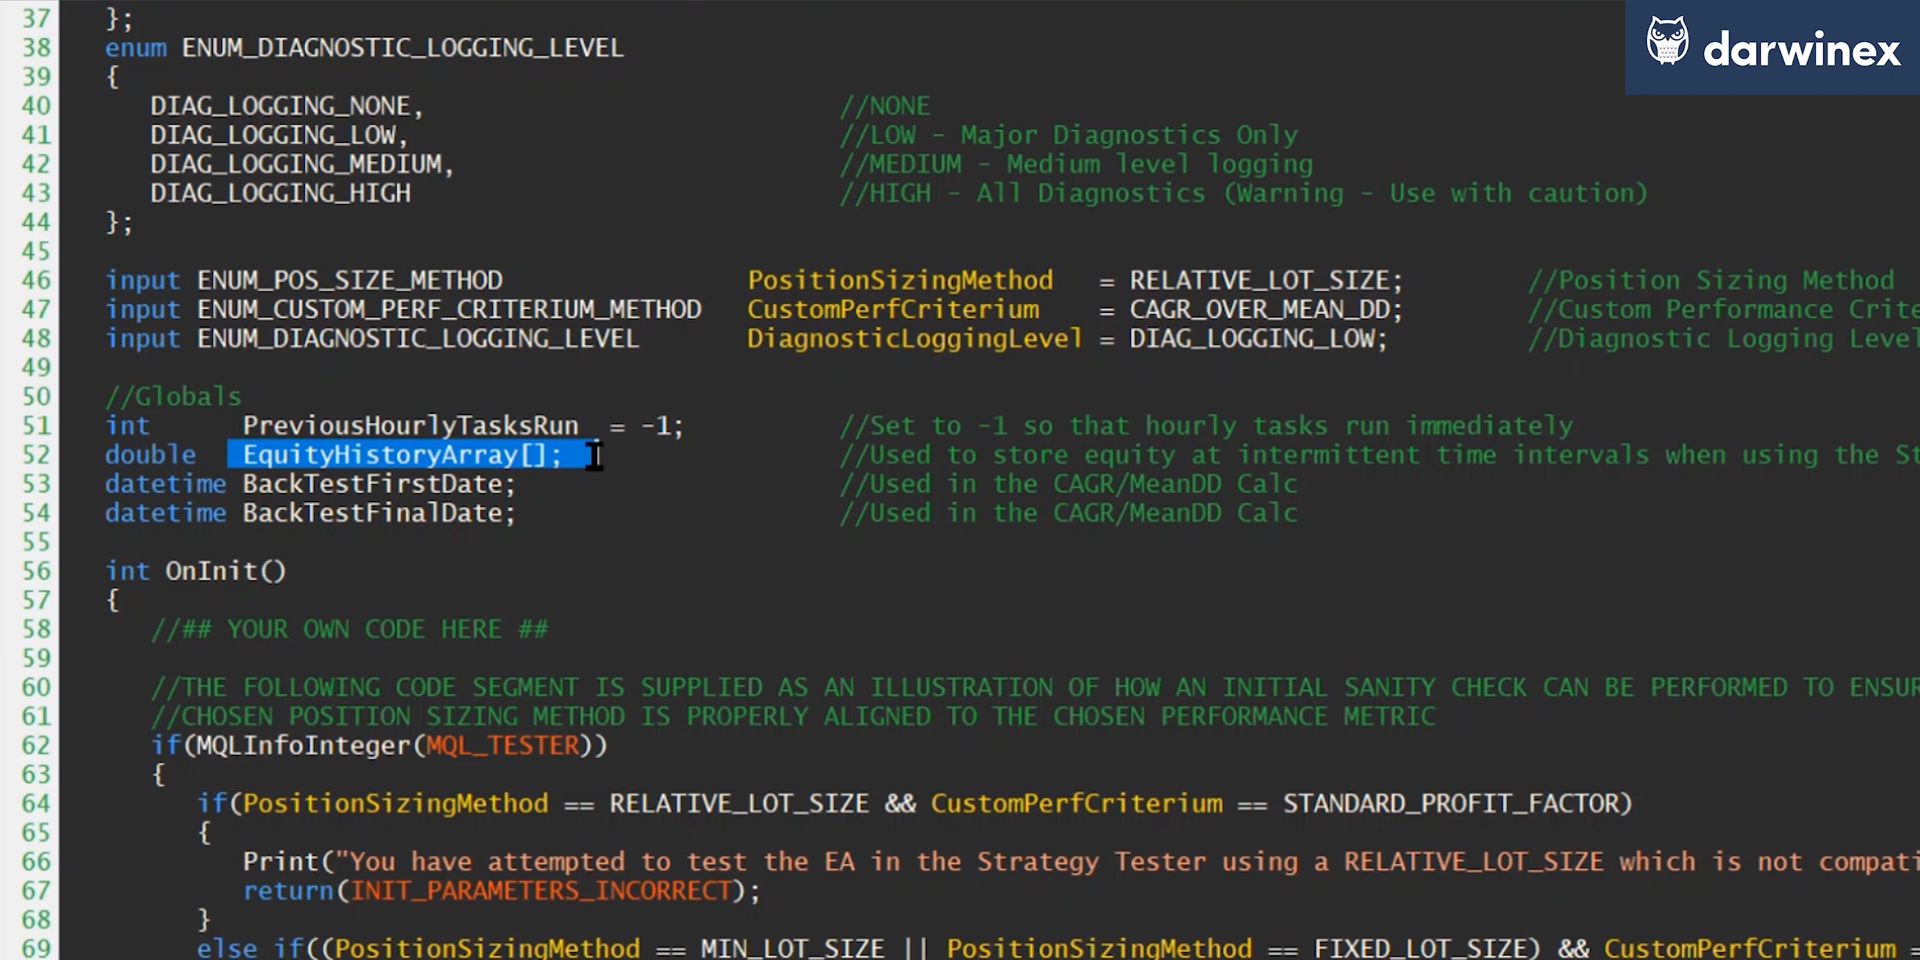 37 };
38 enum ENUM_DIAGNOSTIC_LOGGING_LEVEL
darwinex
39 {
40 DIAG_LOGGING_NONE, //NONE
41 DIAG_LOGGING_LOW, //LOW - Major Diagnostics Only
42 DIAG_LOGGING_MEDIUM, //MEDIUM - Medium level logging
43 DIAG_LOGGING_HIGH //HIGH - All Diagnostics (Warning - Use with caution)
44 };
45
46 input ENUM_POS_SIZE_METHOD PositionSizingMethod = RELATIVE_LOT_SIZE; //Position Sizing Method
47 input ENUM_CUSTOM_PERF_CRITERIUM_METHOD CustomPerfCriterium = CAGR_OVER_MEAN_DD; //Custom Performance Crite
48 input ENUM_DIAGNOSTIC_LOGGING_LEVEL DiagnosticLoggingLevel = DIAG_LOGGING_LOW; //Diagnostic Logging Level
49
50 //Globals
51 int PreviousHourlyTasksRun = -1; //Set to -1 so that hourly tasks run immediately
52 double EquityHistoryArray[]; //Used to store equity at intermittent time intervals when using the St
53 datetime BackTestFirstDate; //Used in the CAGR/MeanDD Calc
54 datetime BackTestFinalDate; //Used in the CAGR/MeanDD Calc
55
56 int OnInit()
57 {
58 //## YOUR OWN CODE HERE ##
59
60 //THE FOLLOWING CODE SEGMENT IS SUPPLIED AS AN ILLUSTRATION OF HOW AN INITIAL SANITY CHECK CAN BE PERFORMED TO ENSUR
61 //CHOSEN POSITION SIZING METHOD IS PROPERLY ALIGNED TO THE CHOSEN PERFORMANCE METRIC
62 if(MQLInfoInteger(MQL_TESTER))
63 {
64 if(PositionSizingMethod == RELATIVE_LOT_SIZE && CustomPerfCriterium == STANDARD_PROFIT_FACTOR)
65 {
66 Print("You have attempted to test the EA in the Strategy Tester using a RELATIVE_LOT_SIZE which is not compati
67 return(INIT_PARAMETERS_INCORRECT);
68 }
69 else if((PositionSizingMethod == MIN_LOT_SIZE || PositionSizingMethod == FIXED_LOT_SIZE) && CustomPerfCriterium =